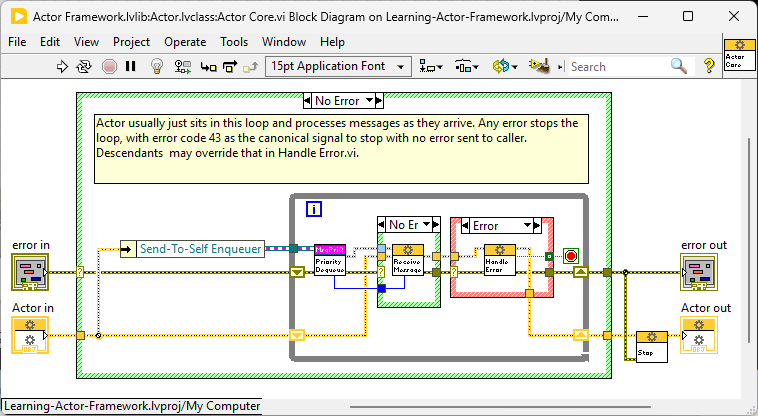 Actor Framework.lvlib:Actor.lvclass:Actor Core.vi Block Diagram on Learning-Actor-Framework.lvproj/My Com...
File Edit View Project Operate Tools Window Help
Actor
Core
15pt Application Font
Search
No Error
Actor usually just sits in this loop and processes messages as they arrive. Any error stops the
loop, with error code 43 as the canonical signal to stop with no error sent to caller.
Descendants may override that in Handle Error.vi.
i
No Er
Error
error in
Send-To-Self Enqueuer
MrgPriQ
Priority
Dequeue
Receive
Message
Handle
Error
error out
?
?
?
Actor in
Actor out
OBJ
Stop
OBJ
Learning-Actor-Framework.lvproj/My Computer